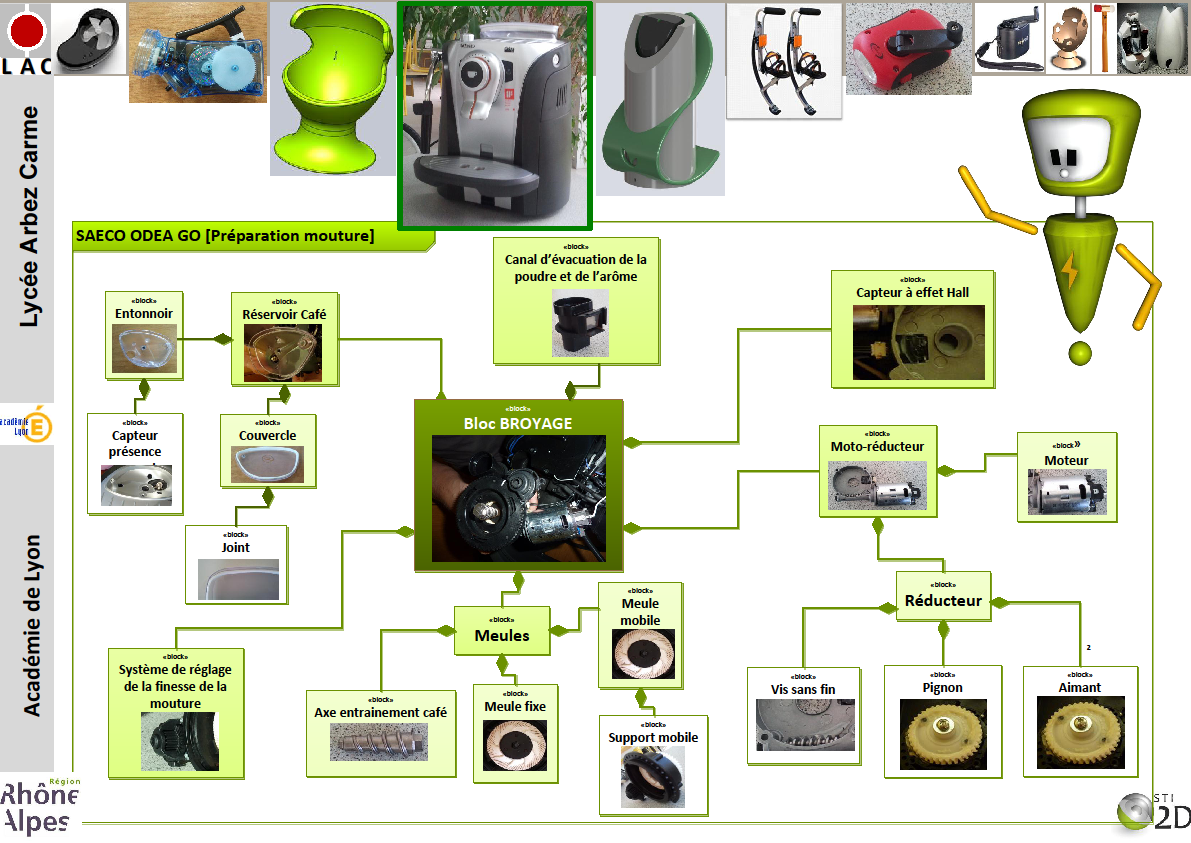 L A C
Lycée Arbez Carme
académie
Lyon
É
Académie de Lyon
Région
Rhône
Alpes
SAECO ODEA GO [Préparation mouture]
«block»
Entonnoir
«block»
Réservoir Café
«block»
Canal d’évacuation de la
poudre et de l’arôme
«block»
Capteur à effet Hall
«block»
Capteur
présence
«block»
Couvercle
«block»
Bloc BROYAGE
«block»
Moto-réducteur
«block»
Moteur
«block»
Joint
«block»
Réducteur
«block»
Meules
«block»
Meule
mobile
2
«block»
Système de réglage
de la finesse de la
mouture
«block»
Axe entrainement café
«block»
Meule fixe
«block»
Support mobile
«block»
Vis sans fin
«block»
Pignon
«block»
Aimant
STI
2D